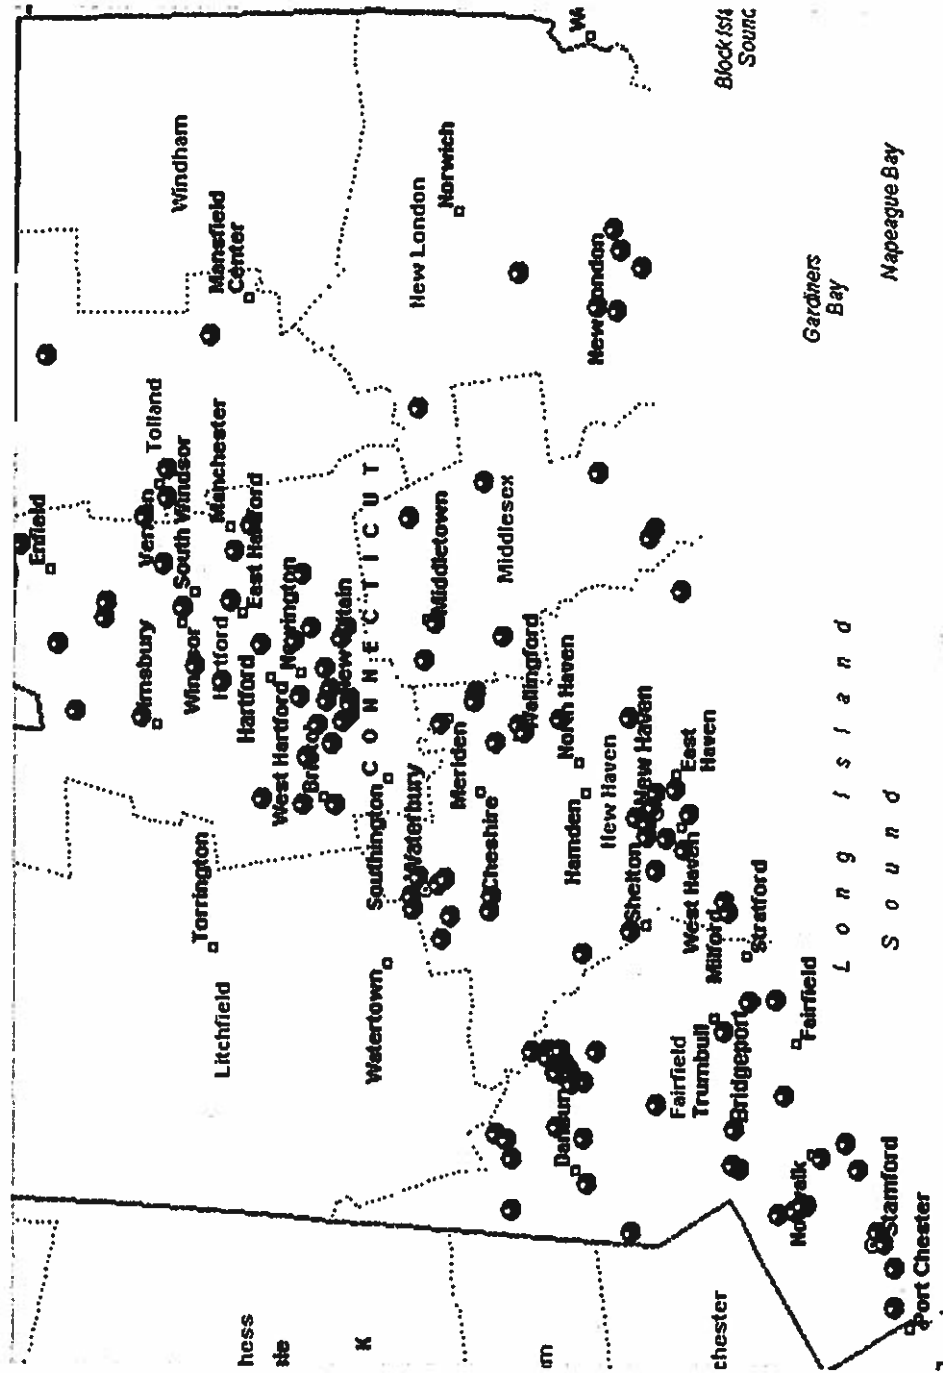 Enfield
Windham
Mansfield
Center
Tolland
Vernon
South Windsor
Manchester
East Hartford
Simsbury
Windsor
Hartford
Hartford
West Hartford
Newington
Bristol
New Britain
CONNECTICUT
Southington
Torrington
Litchfield
Watertown
Waterbury
Meriden
Middletown
Middlesex
Cheshire
Wallingford
New London
Norwich
New London
North Haven
Hamden
New Haven
New Haven
East
Haven
West Haven
Shelton
Milford
Stratford
Danbury
Fairfield
Trumbull
Bridgeport
Fairfield
Norwalk
Stamford
Port Chester
hess
K
chester
Long Island
Sound
Gardiners
Bay
Napeague Bay
Block Isla
Sound